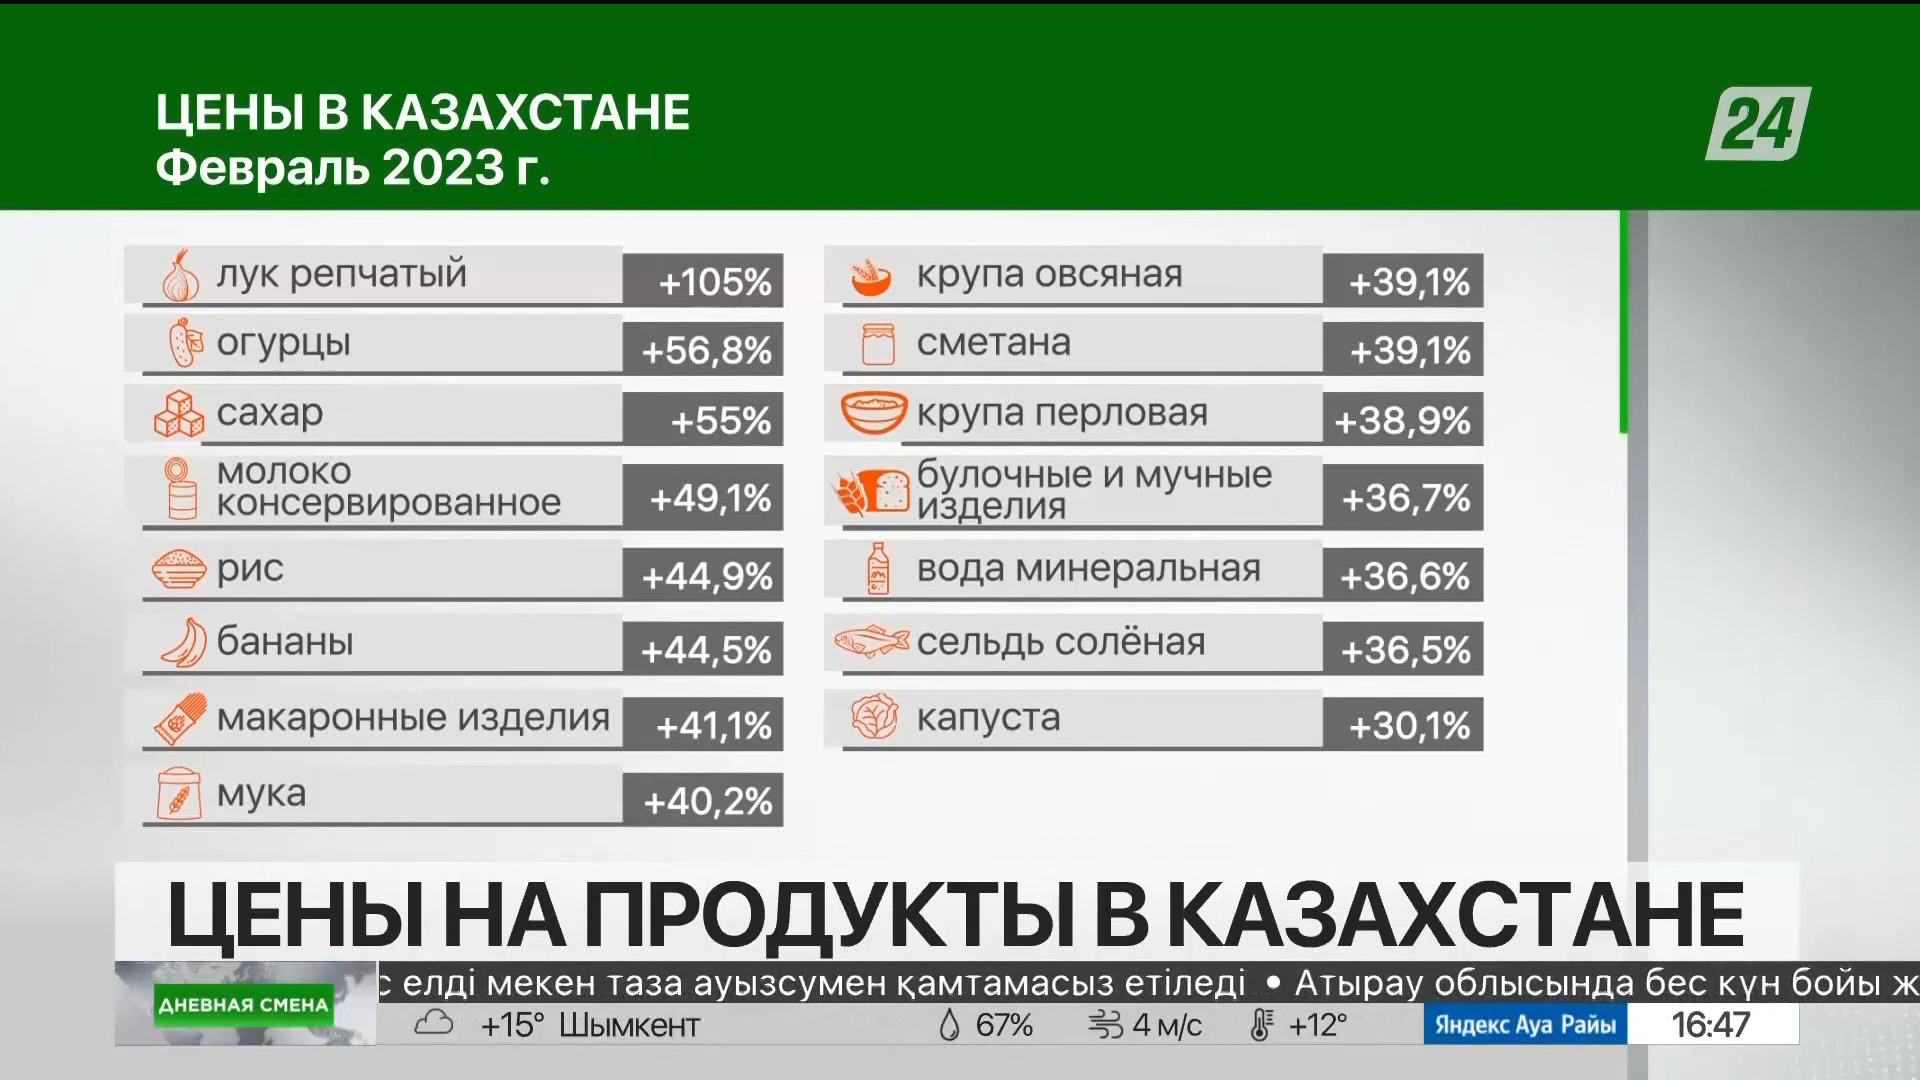 ЦЕНЫ В КАЗАХСТАНЕ
Февраль 2023 г.
24
лук репчатый +105%
огурцы +56,8%
сахар +55%
молоко
консервированное +49,1%
рис +44,9%
бананы +44,5%
макаронные изделия +41,1%
мука +40,2%
крупа овсяная +39,1%
сметана +39,1%
крупа перловая +38,9%
булочные и мучные
изделия +36,7%
вода минеральная +36,6%
сельдь солёная +36,5%
капуста +30,1%
ЦЕНЫ НА ПРОДУКТЫ В КАЗАХСТАНЕ
с елді мекен таза ауызсумен қамтамасыз етіледі • Атырау облысында бес күн бойы ж
ДНЕВНАЯ СМЕНА
+15° Шымкент 67% 4 м/с +12° Яндекс Ауа Райы 16:47